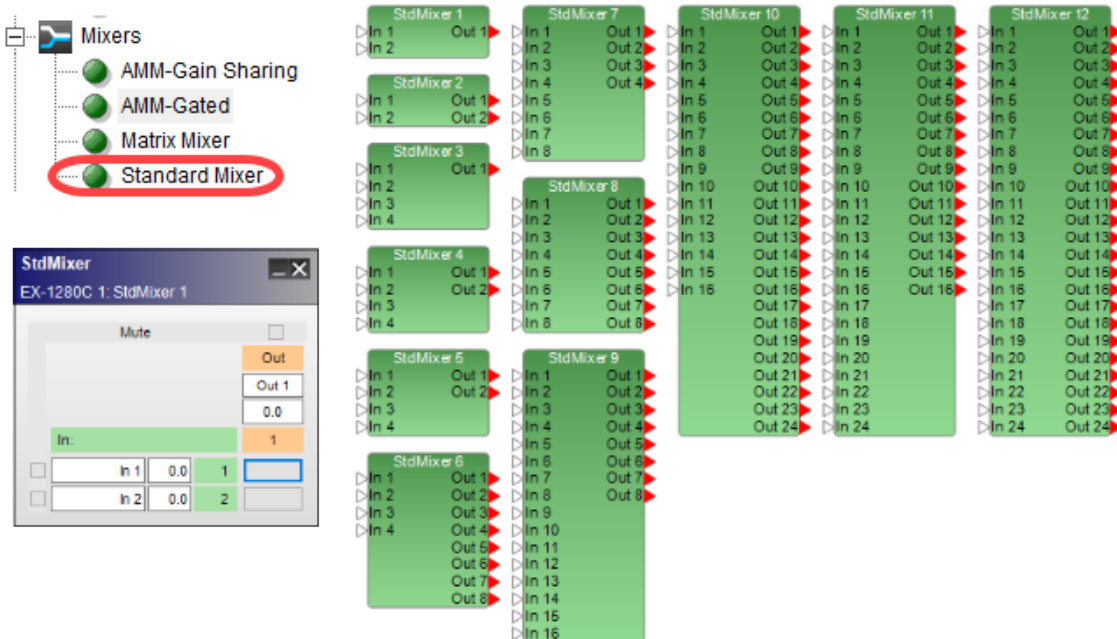 Mixers
AMM-Gain Sharing
AMM-Gated
Matrix Mixer
Standard Mixer
StdMixer
EX-1280C 1: StdMixer 1
Mute
Out
Out 1
0.0
In: 1
In 1 0.0 1
In 2 0.0 2
StdMixer 1
In 1 Out 1
In 2
StdMixer 2
In 1 Out 1
In 2 Out 2
StdMixer 3
In 1 Out 1
In 2
In 3
In 4
StdMixer 4
In 1 Out 1
In 2 Out 2
In 3
In 4
StdMixer 5
In 1 Out 1
In 2 Out 2
In 3
In 4
StdMixer 6
In 1 Out 1
In 2 Out 2
In 3 Out 3
In 4 Out 4
Out 5
Out 6
Out 7
Out 8
StdMixer 7
In 1 Out 1
In 2 Out 2
In 3 Out 3
In 4 Out 4
In 5
In 6
In 7
In 8
StdMixer 8
In 1 Out 1
In 2 Out 2
In 3 Out 3
In 4 Out 4
In 5 Out 5
In 6 Out 6
In 7 Out 7
In 8 Out 8
StdMixer 9
In 1 Out 1
In 2 Out 2
In 3 Out 3
In 4 Out 4
In 5 Out 5
In 6 Out 6
In 7 Out 7
In 8 Out 8
In 9
In 10
In 11
In 12
In 13
In 14
In 15
In 16
StdMixer 10
In 1 Out 1
In 2 Out 2
In 3 Out 3
In 4 Out 4
In 5 Out 5
In 6 Out 6
In 7 Out 7
In 8 Out 8
In 9 Out 9
In 10 Out 10
In 11 Out 11
In 12 Out 12
In 13 Out 13
In 14 Out 14
In 15 Out 15
In 16 Out 16
Out 17
Out 18
Out 19
Out 20
Out 21
Out 22
Out 23
Out 24
StdMixer 11
In 1 Out 1
In 2 Out 2
In 3 Out 3
In 4 Out 4
In 5 Out 5
In 6 Out 6
In 7 Out 7
In 8 Out 8
In 9 Out 9
In 10 Out 10
In 11 Out 11
In 12 Out 12
In 13 Out 13
In 14 Out 14
In 15 Out 15
In 16 Out 16
In 17
In 18
In 19
In 20
In 21
In 22
In 23
In 24
StdMixer 12
In 1 Out 1
In 2 Out 2
In 3 Out 3
In 4 Out 4
In 5 Out 5
In 6 Out 6
In 7 Out 7
In 8 Out 8
In 9 Out 9
In 10 Out 10
In 11 Out 11
In 12 Out 12
In 13 Out 13
In 14 Out 14
In 15 Out 15
In 16 Out 16
In 17 Out 17
In 18 Out 18
In 19 Out 19
In 20 Out 20
In 21 Out 21
In 22 Out 22
In 23 Out 23
In 24 Out 24